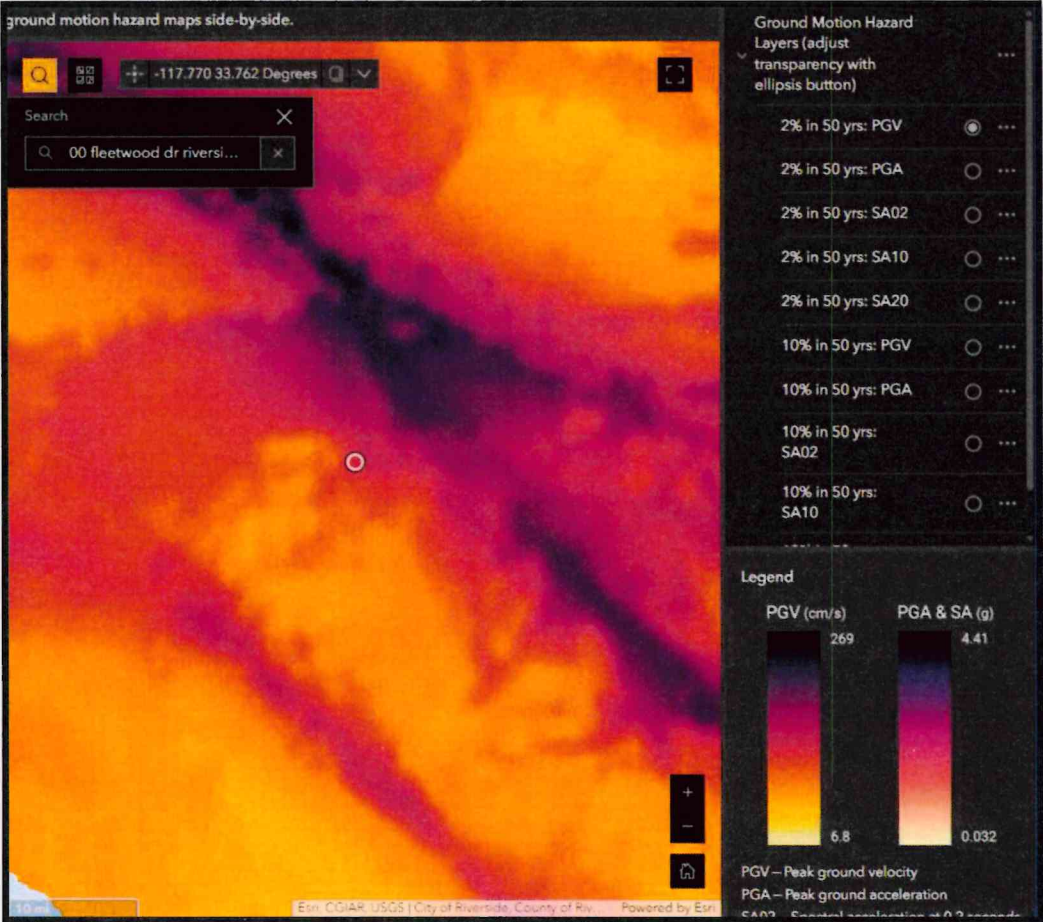 ground motion hazard maps side-by-side.
-117.770 33.762 Degrees
Search
00 fleetwood dr riversi...
Ground Motion Hazard
Layers (adjust
transparency with
ellipsis button)
2% in 50 yrs: PGV
2% in 50 yrs: PGA
2% in 50 yrs: SA02
2% in 50 yrs: SA10
2% in 50 yrs: SA20
10% in 50 yrs: PGV
10% in 50 yrs: PGA
10% in 50 yrs:
SA02
10% in 50 yrs:
SA10
Legend
PGV (cm/s)
269
6.8
PGA & SA (g)
4.41
0.032
PGV—Peak ground velocity
PGA—Peak ground acceleration
10 mi
Esri, CGIAR, USGS | City of Riverside, County of Riv... Powered by Esri